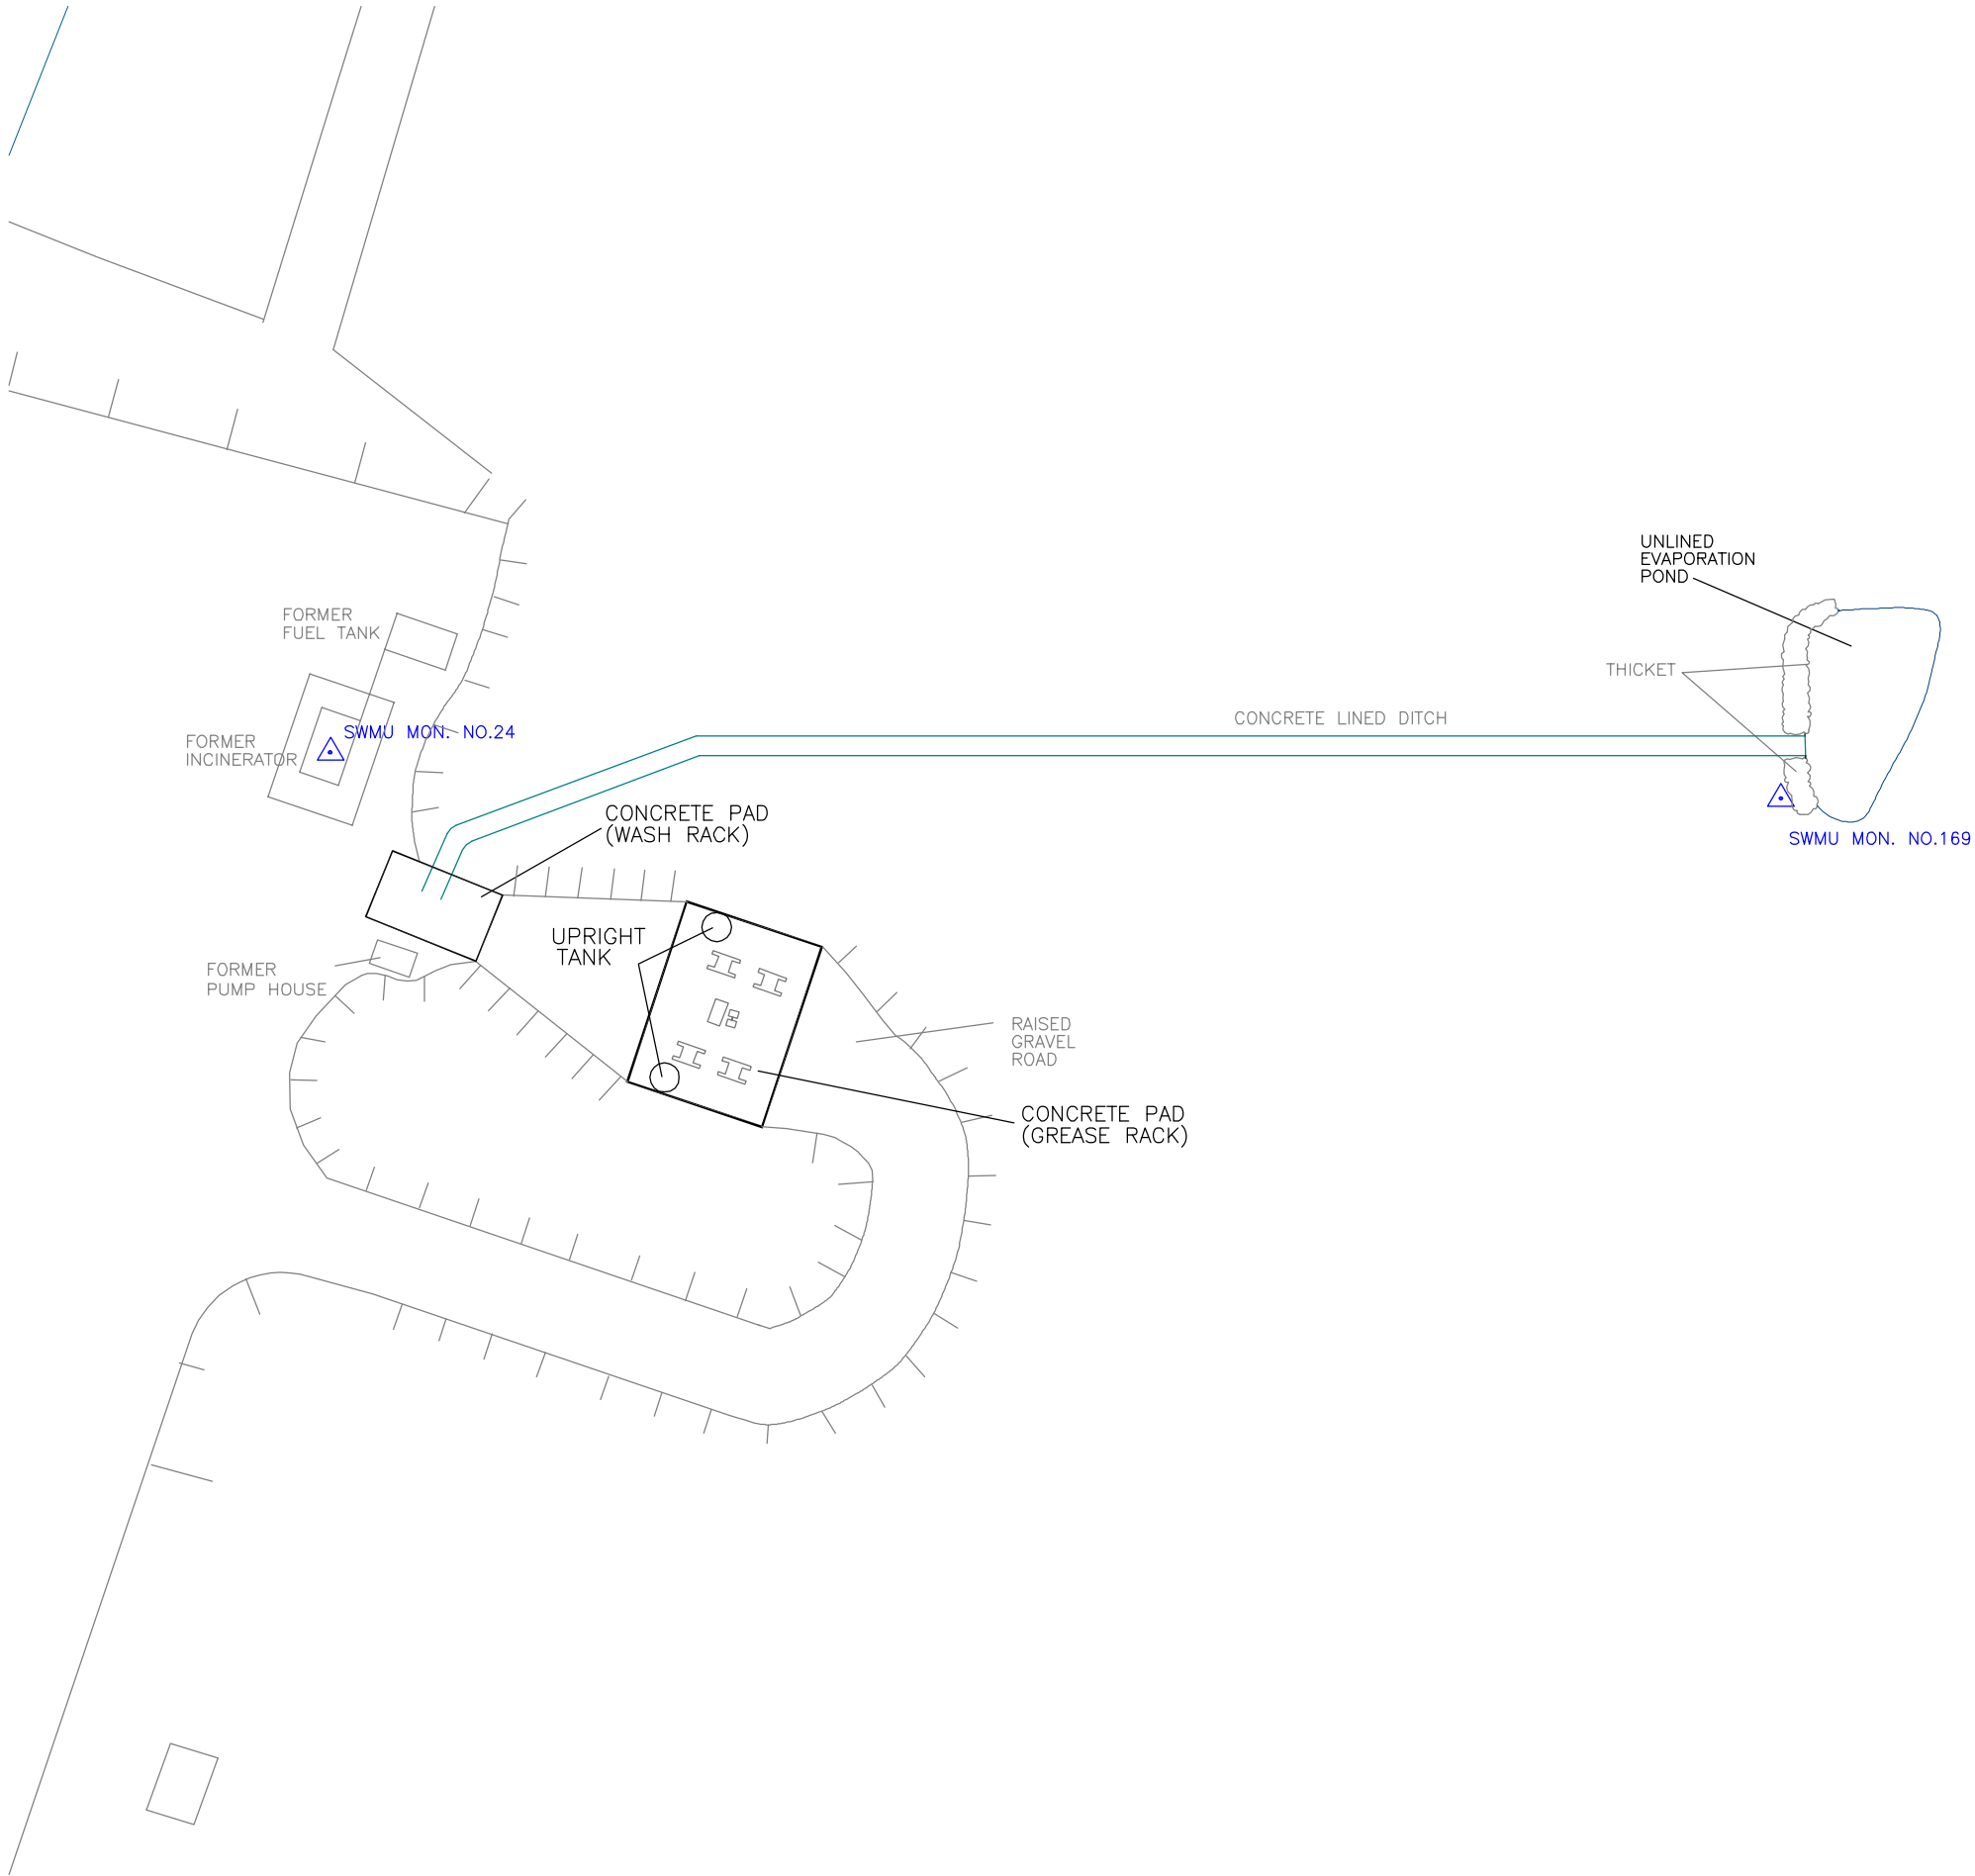 UNLINED
EVAPORATION
POND
FORMER
FUEL TANK
THICKET
CONCRETE LINED DITCH
SWMU MON. NO.24
FORMER
INCINERATOR
CONCRETE PAD
(WASH RACK)
SWMU MON. NO.169
UPRIGHT
TANK
FORMER
PUMP HOUSE
RAISED
GRAVEL
ROAD
CONCRETE PAD
(GREASE RACK)